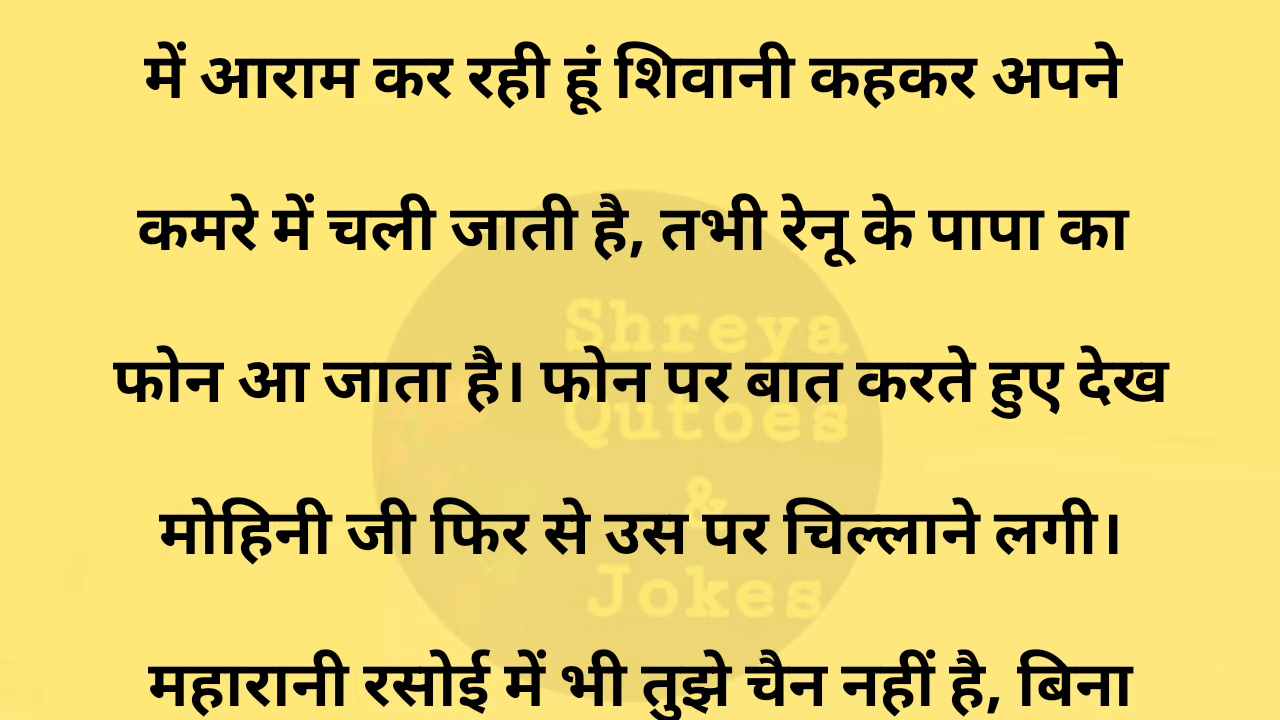 में आराम कर रही हूं शिवानी कहकर अपने
कमरे में चली जाती है, तभी रेनू के पापा का
फोन आ जाता है। फोन पर बात करते हुए देख
मोहिनी जी फिर से उस पर चिल्लाने लगी।
महारानी रसोई में भी तुझे चैन नहीं है, बिना
Shreya
Qutoes
&
Jokes